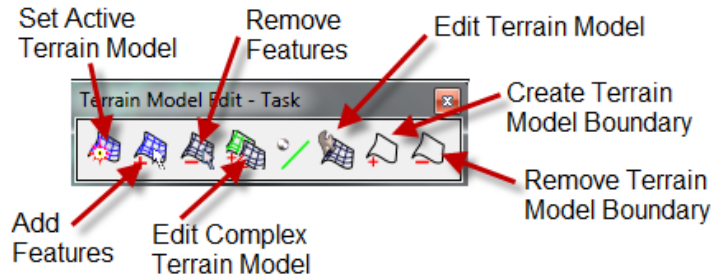 Set Active
Terrain Model
Remove
Features
Edit Terrain Model
Terrain Model Edit - Task
Create Terrain
Model Boundary
Remove Terrain
Model Boundary
Add
Features
Edit Complex
Terrain Model